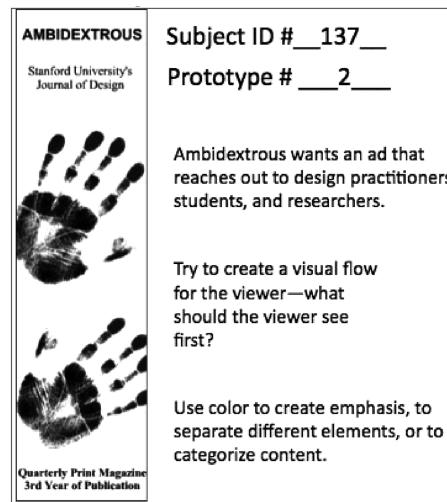 AMBIDEXTROUS
Stanford University's
Journal of Design
Quarterly Print Magazine
3rd Year of Publication
Subject ID #__137__
Prototype # ___2___
Ambidextrous wants an ad that
reaches out to design practitioners
students, and researchers.
Try to create a visual flow
for the viewer—what
should the viewer see
first?
Use color to create emphasis, to
separate different elements, or to
categorize content.